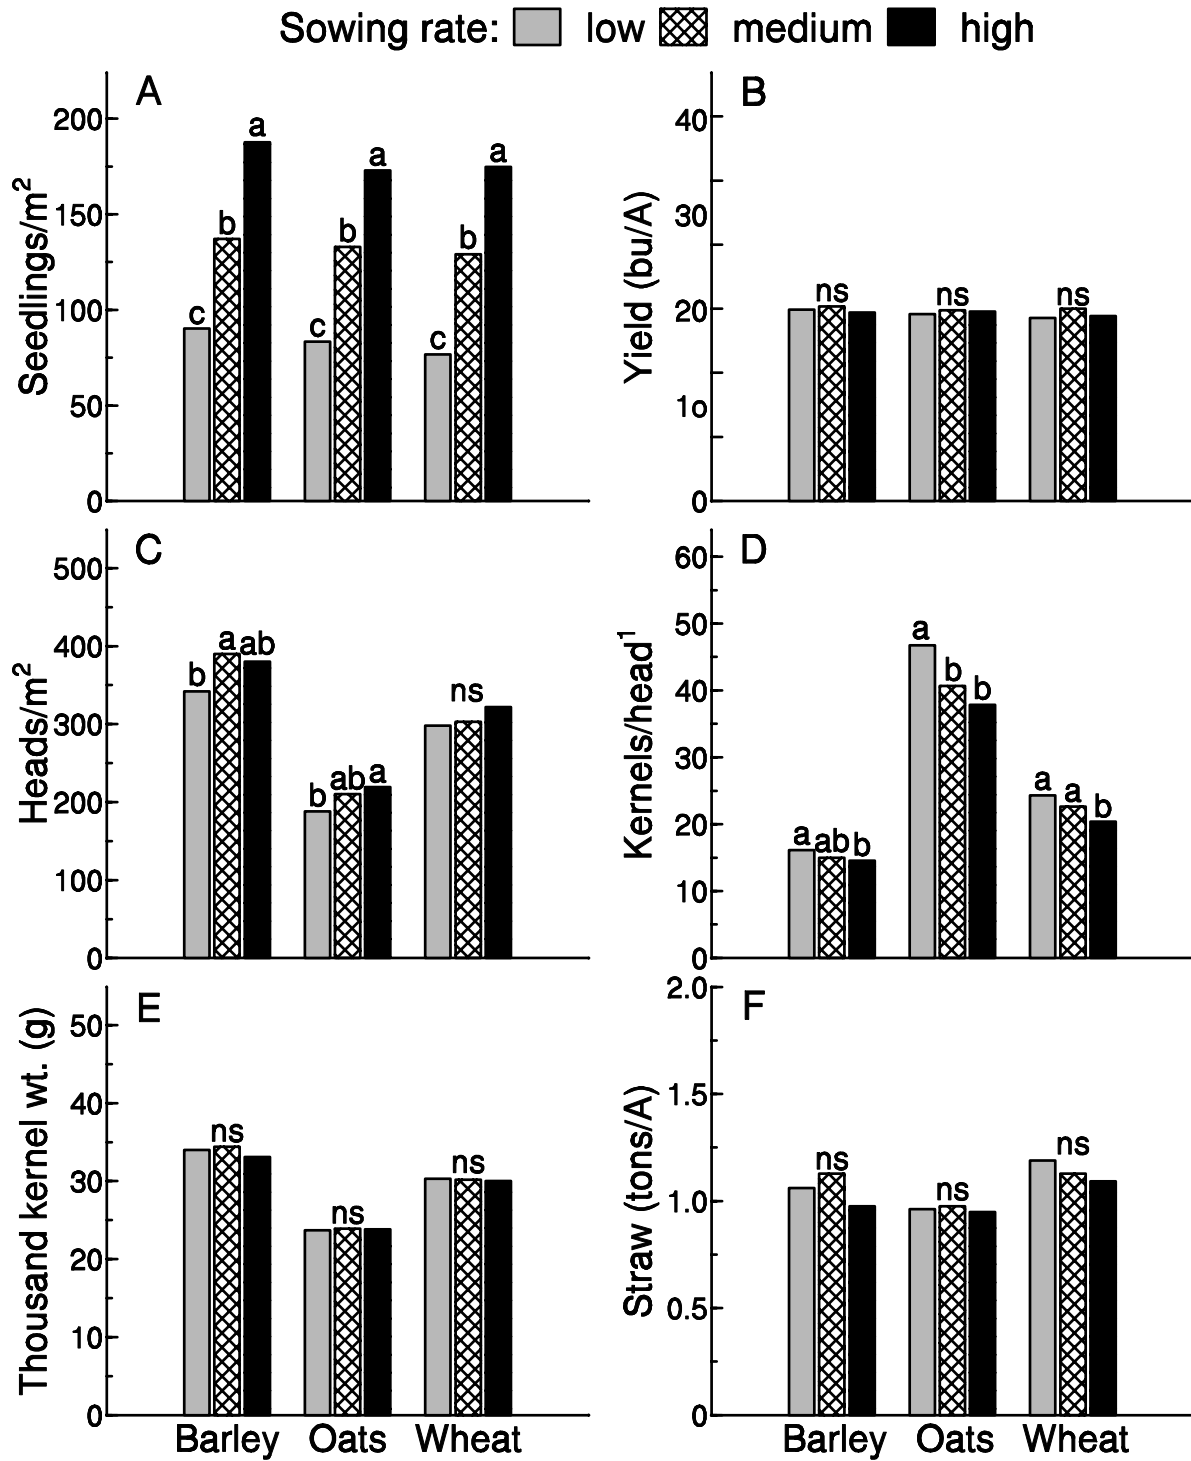 Sowing rate: low medium high
A
Seedlings/m²
200
150
100
50
0
c b a
c b a
c b a
B
Yield (bu/A)
40
30
20
10
0
ns ns ns
C
Heads/m²
500
400
300
200
100
0
b a ab
b ab a
ns
D
Kernels/head¹
60
50
40
30
20
10
0
a ab b
a b b
a a b
E
Thousand kernel wt. (g)
50
40
30
20
10
0
ns ns ns
Barley Oats Wheat
F
Straw (tons/A)
2.0
1.5
1.0
0.5
0
ns ns ns
Barley Oats Wheat